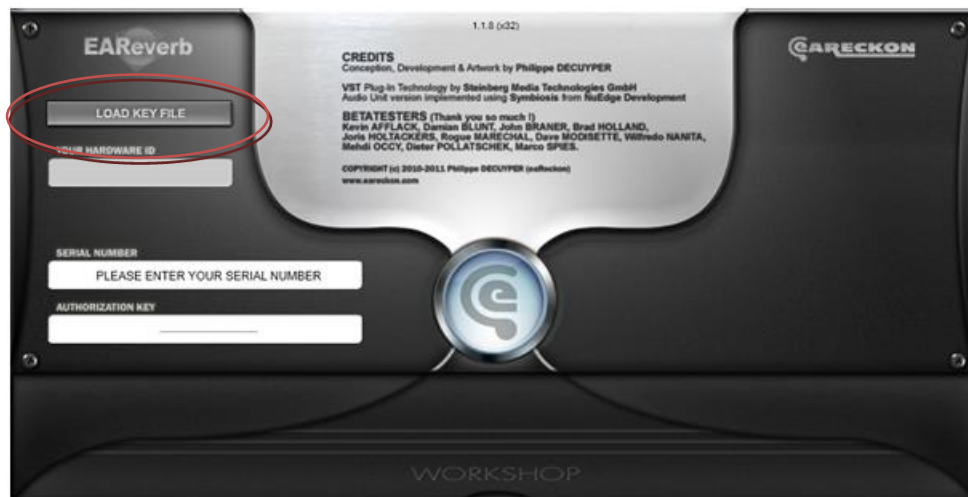 1.1.8 (x32)
EAReverb
EARECKON
CREDITS
Conception, Development & Artwork by Philippe DECUYPER
VST Plug-In Technology by Steinberg Media Technologies GmbH
Audio Unit version implemented using Symbiosis from NuEdge Development
BETATESTERS (Thank you so much !)
Kevin AFFLACK, Damian BLUNT, John BRANER, Brad HOLLAND,
Joris HOLTACKERS, Rogue MARECHAL, Dave MODISETTE, Wilfredo NANITA,
Mehdi OCCY, Dieter POLLATSCHEK, Marco SPIES.
COPYRIGHT (c) 2010-2011 Philippe DECUYPER (eaReckon)
www.eareckon.com
LOAD KEY FILE
YOUR HARDWARE ID
SERIAL NUMBER
PLEASE ENTER YOUR SERIAL NUMBER
AUTHORIZATION KEY
WORKSHOP